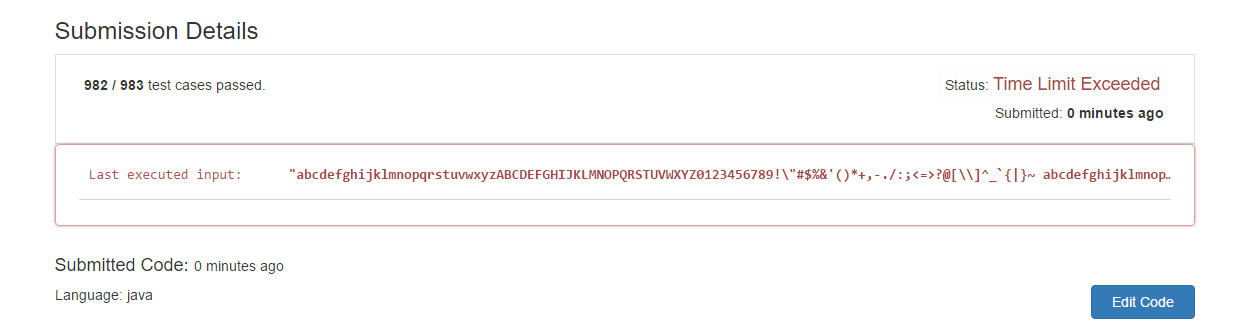 Submission Details
982 / 983 test cases passed.
Status: Time Limit Exceeded
Submitted: 0 minutes ago
Last executed input: "abcdefghijklmnopqrstuvwxyzABCDEFGHIJKLMNOPQRSTUVWXYZ0123456789!\"#$%&'()*+,-./:;<=>?@[\\]^_`{|}~ abcdefghijklmnop…
Submitted Code: 0 minutes ago
Language: java
Edit Code